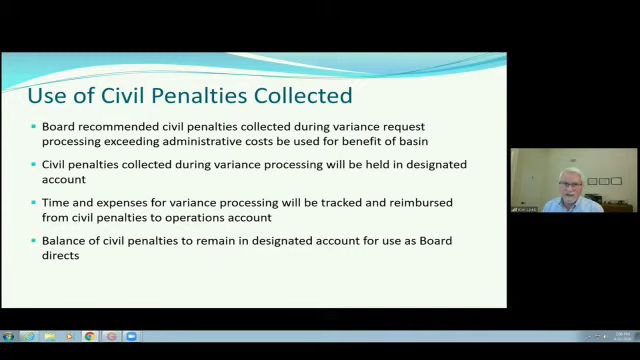 Use of Civil Penalties Collected
Board recommended civil penalties collected during variance request
processing exceeding administrative costs be used for benefit of basin
Civil penalties collected during variance processing will be held in designated
account
Time and expenses for variance processing will be tracked and reimbursed
from civil penalties to operations account
Balance of civil penalties to remain in designated account for use as Board
directs